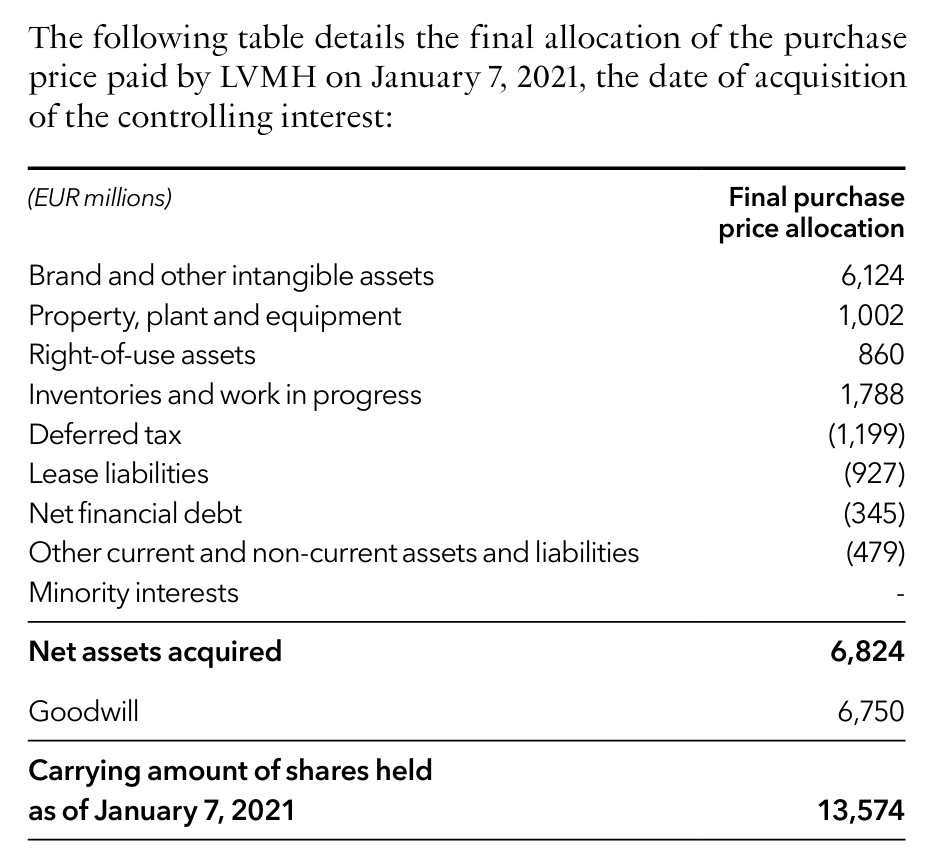 The following table details the final allocation of the purchase
price paid by LVMH on January 7, 2021, the date of acquisition
of the controlling interest:
(EUR millions) Final purchase
price allocation
Brand and other intangible assets 6,124
Property, plant and equipment 1,002
Right-of-use assets 860
Inventories and work in progress 1,788
Deferred tax (1,199)
Lease liabilities (927)
Net financial debt (345)
Other current and non-current assets and liabilities (479)
Minority interests -
Net assets acquired 6,824
Goodwill 6,750
Carrying amount of shares held
as of January 7, 2021 13,574